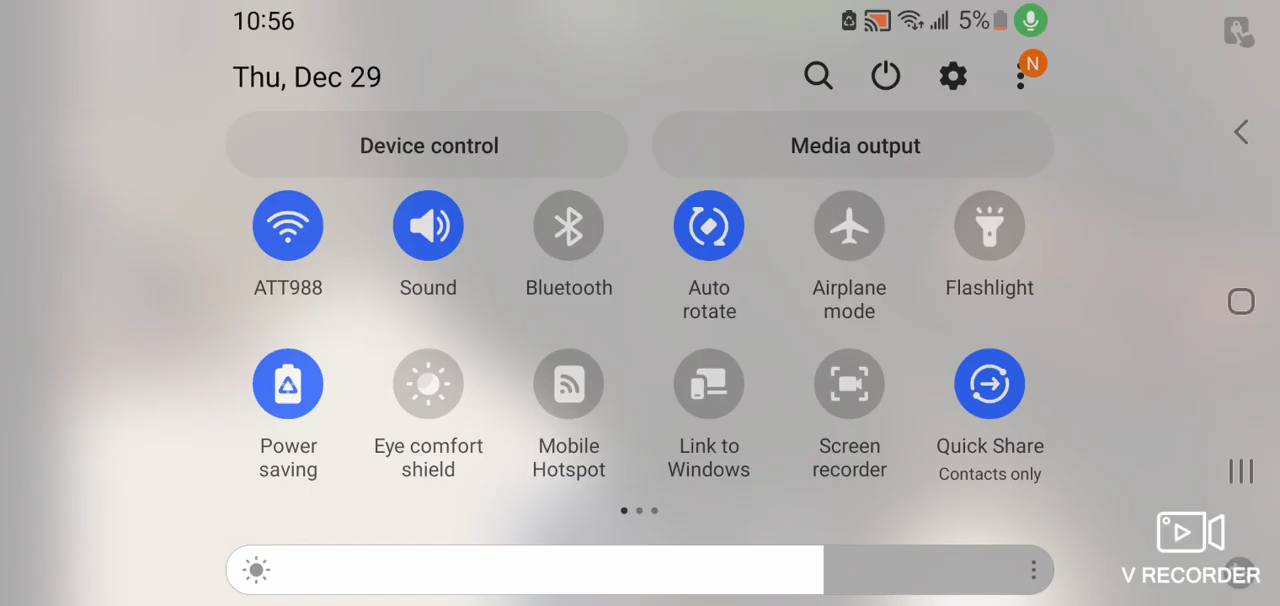 10:56
5%
Thu, Dec 29
N
Device control
Media output
ATT988
Sound
Bluetooth
Auto
rotate
Airplane
mode
Flashlight
Power
saving
Eye comfort
shield
Mobile
Hotspot
Link to
Windows
Screen
recorder
Quick Share
Contacts only
V RECORDER